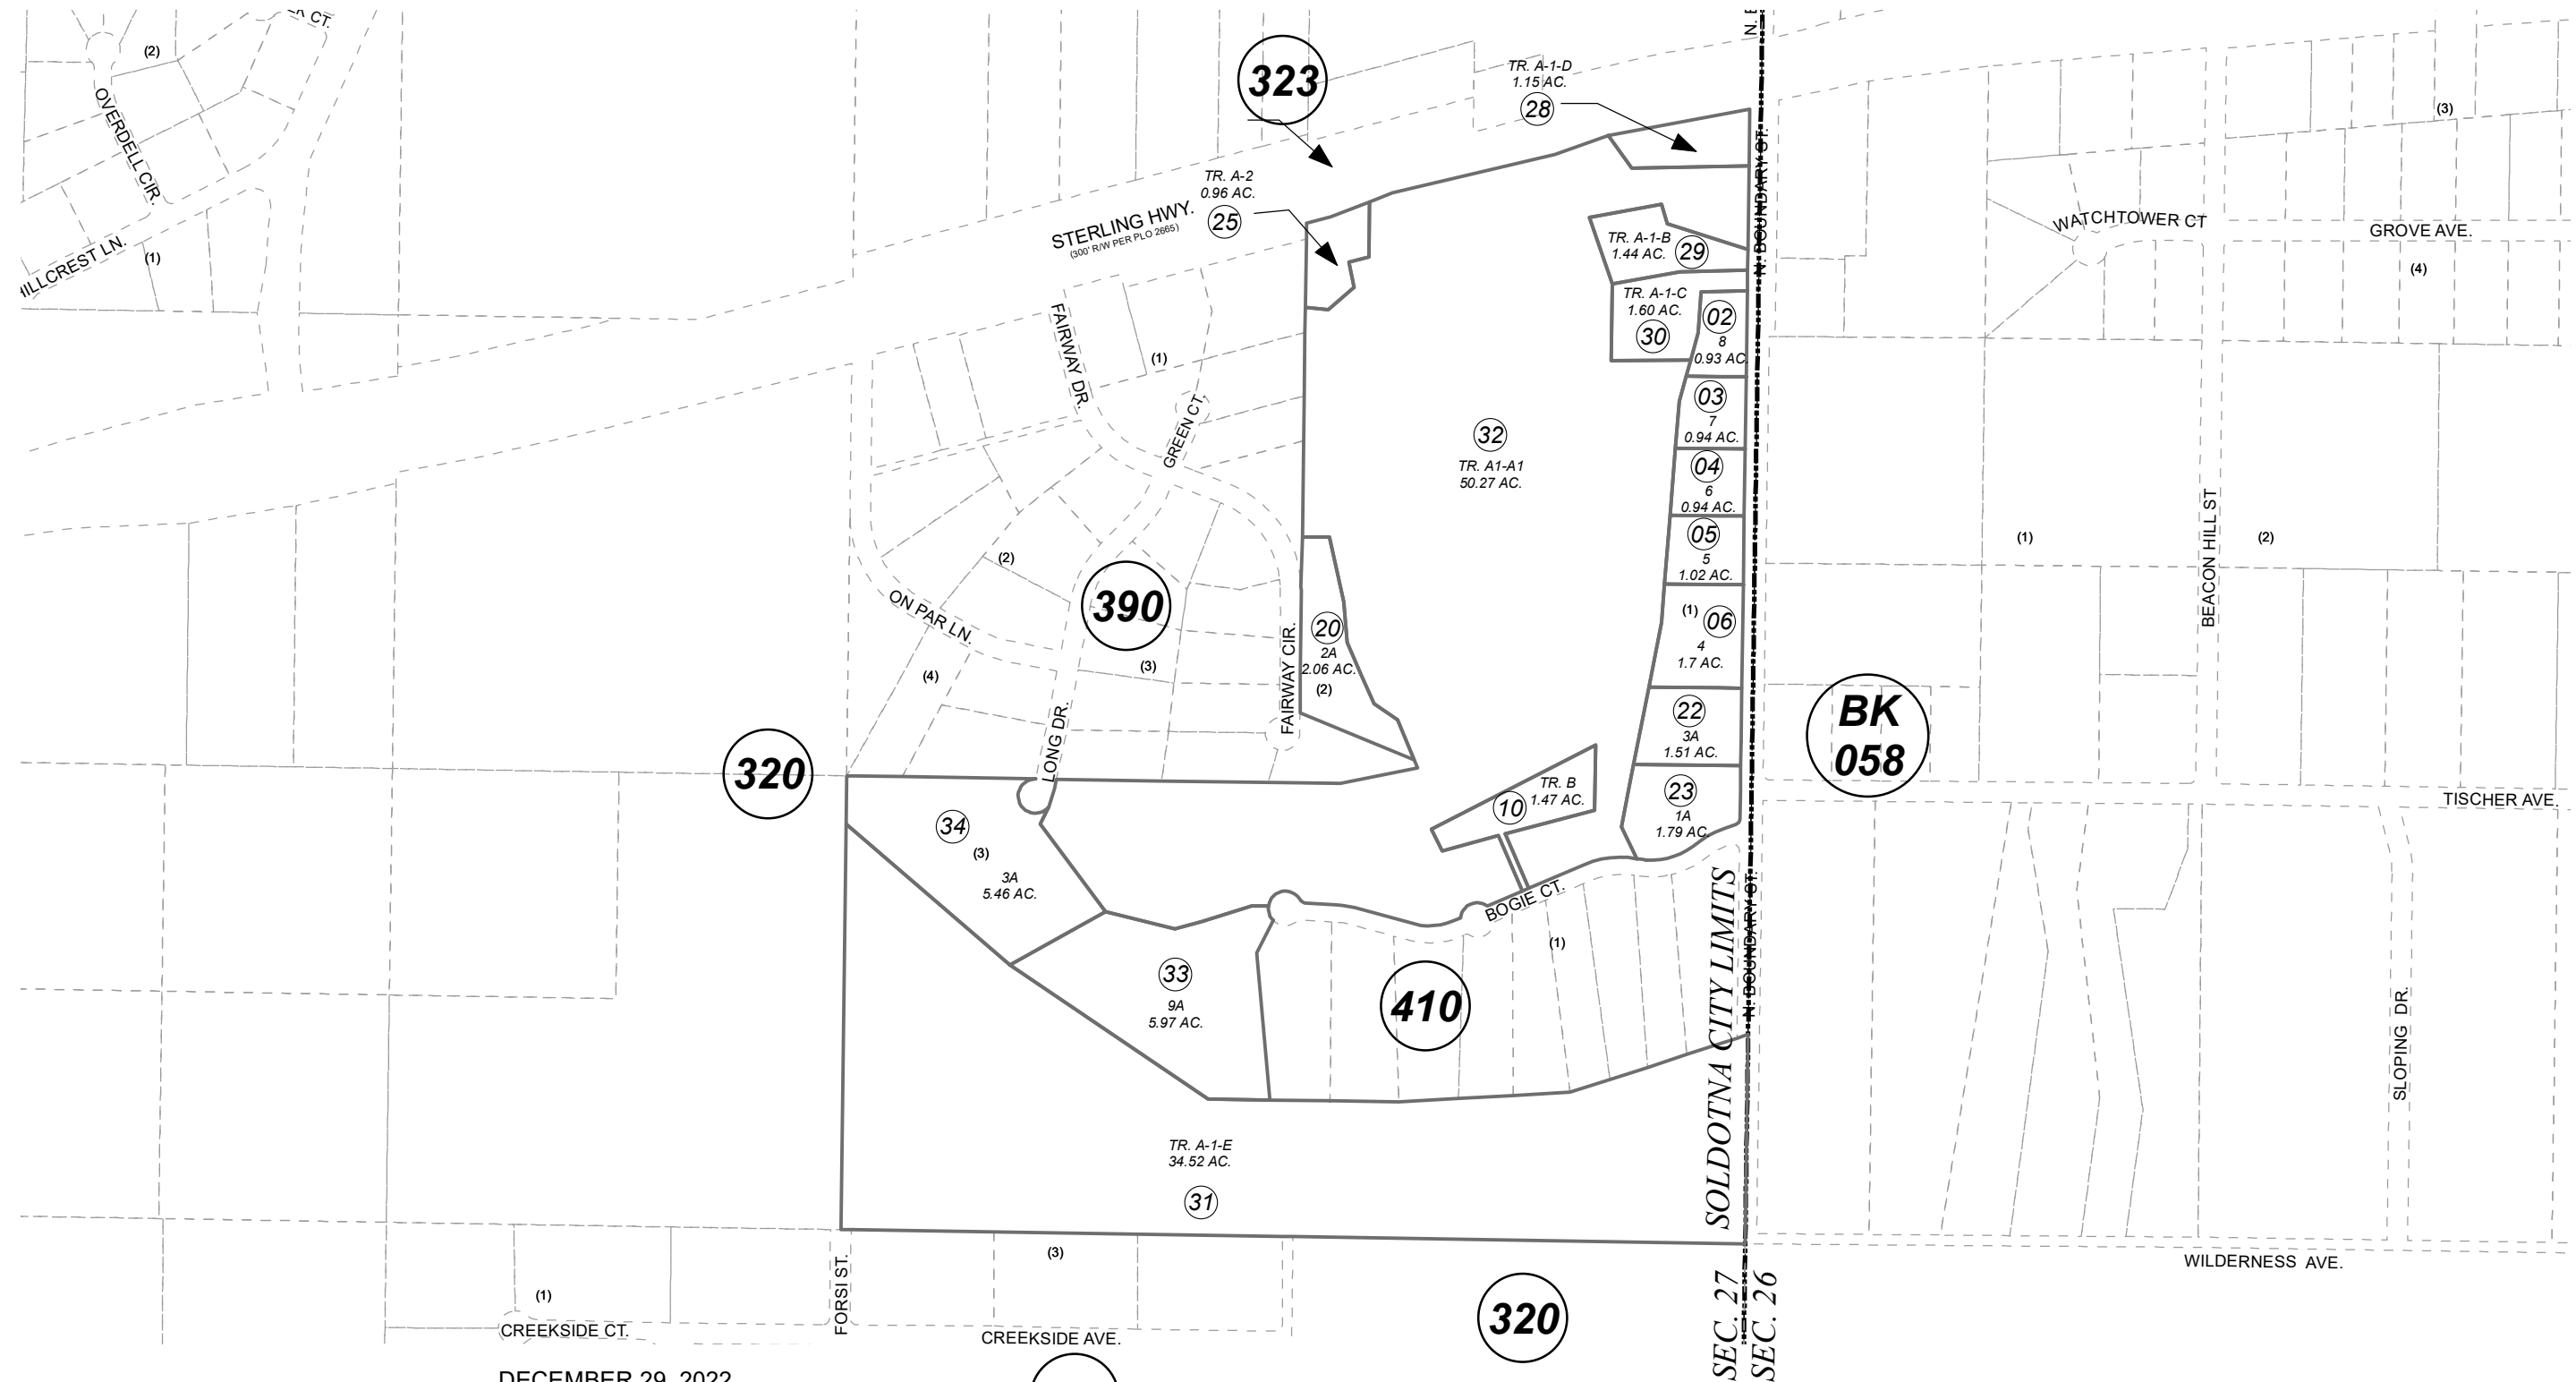 CT.
(2)
OVERDELL CIR.
HILLCREST LN.
(1)
323
TR. A-1-D
1.15 AC.
28
TR. A-2
0.96 AC.
25
STERLING HWY.
(300' R/W PER PLO 2665)
N. BOUNDARY ST.
TR. A-1-B
1.44 AC.
29
TR. A-1-C
1.60 AC.
30
02
8
0.93 AC.
03
7
0.94 AC.
04
6
0.94 AC.
05
5
1.02 AC.
(1)
06
4
1.7 AC.
22
3A
1.51 AC.
23
1A
1.79 AC.
32
TR. A1-A1
50.27 AC.
FAIRWAY DR.
(1)
GREEN CT.
(2)
ON PAR LN.
390
(3)
(4)
LONG DR.
FAIRWAY CIR.
20
2A
2.06 AC.
(2)
320
34
(3)
3A
5.46 AC.
TR. B
1.47 AC.
10
BOGIE CT.
(1)
33
9A
5.97 AC.
410
TR. A-1-E
34.52 AC.
31
SOLDOTNA CITY LIMITS
N. BOUNDARY ST.
SEC. 27
SEC. 26
(3)
WATCHTOWER CT
GROVE AVE.
(4)
(1)
(2)
BEACON HILL ST
BK
058
TISCHER AVE.
SLOPING DR.
WILDERNESS AVE.
FORSI ST.
(3)
(1)
CREEKSIDE CT.
CREEKSIDE AVE.
320
DECEMBER 29, 2022